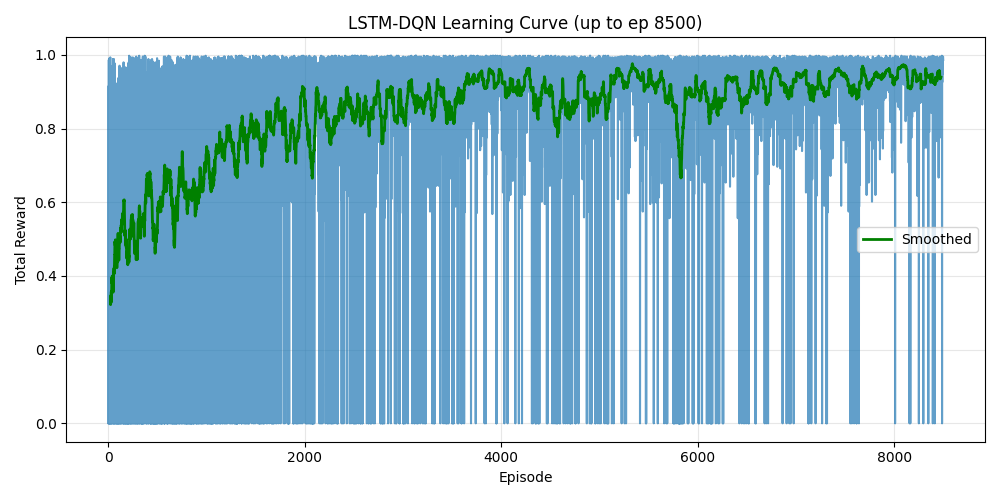 LSTM-DQN Learning Curve (up to ep 8500)
1.0
0.8
0.6
0.4
0.2
0.0
Total Reward
Smoothed
0 2000 4000 6000 8000
Episode